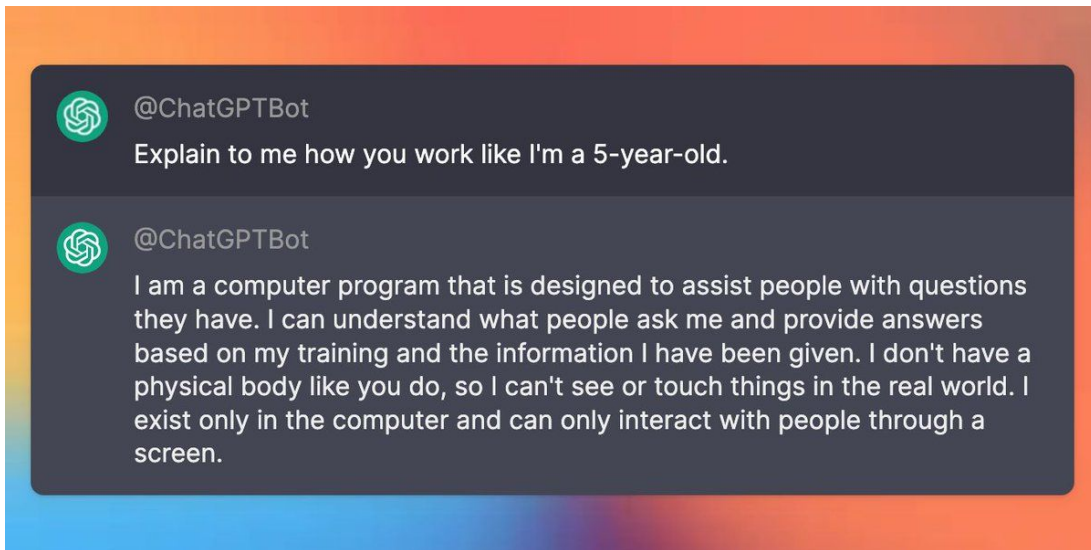 @ChatGPTBot
Explain to me how you work like I'm a 5-year-old.
@ChatGPTBot
I am a computer program that is designed to assist people with questions
they have. I can understand what people ask me and provide answers
based on my training and the information I have been given. I don't have a
physical body like you do, so I can't see or touch things in the real world. I
exist only in the computer and can only interact with people through a
screen.